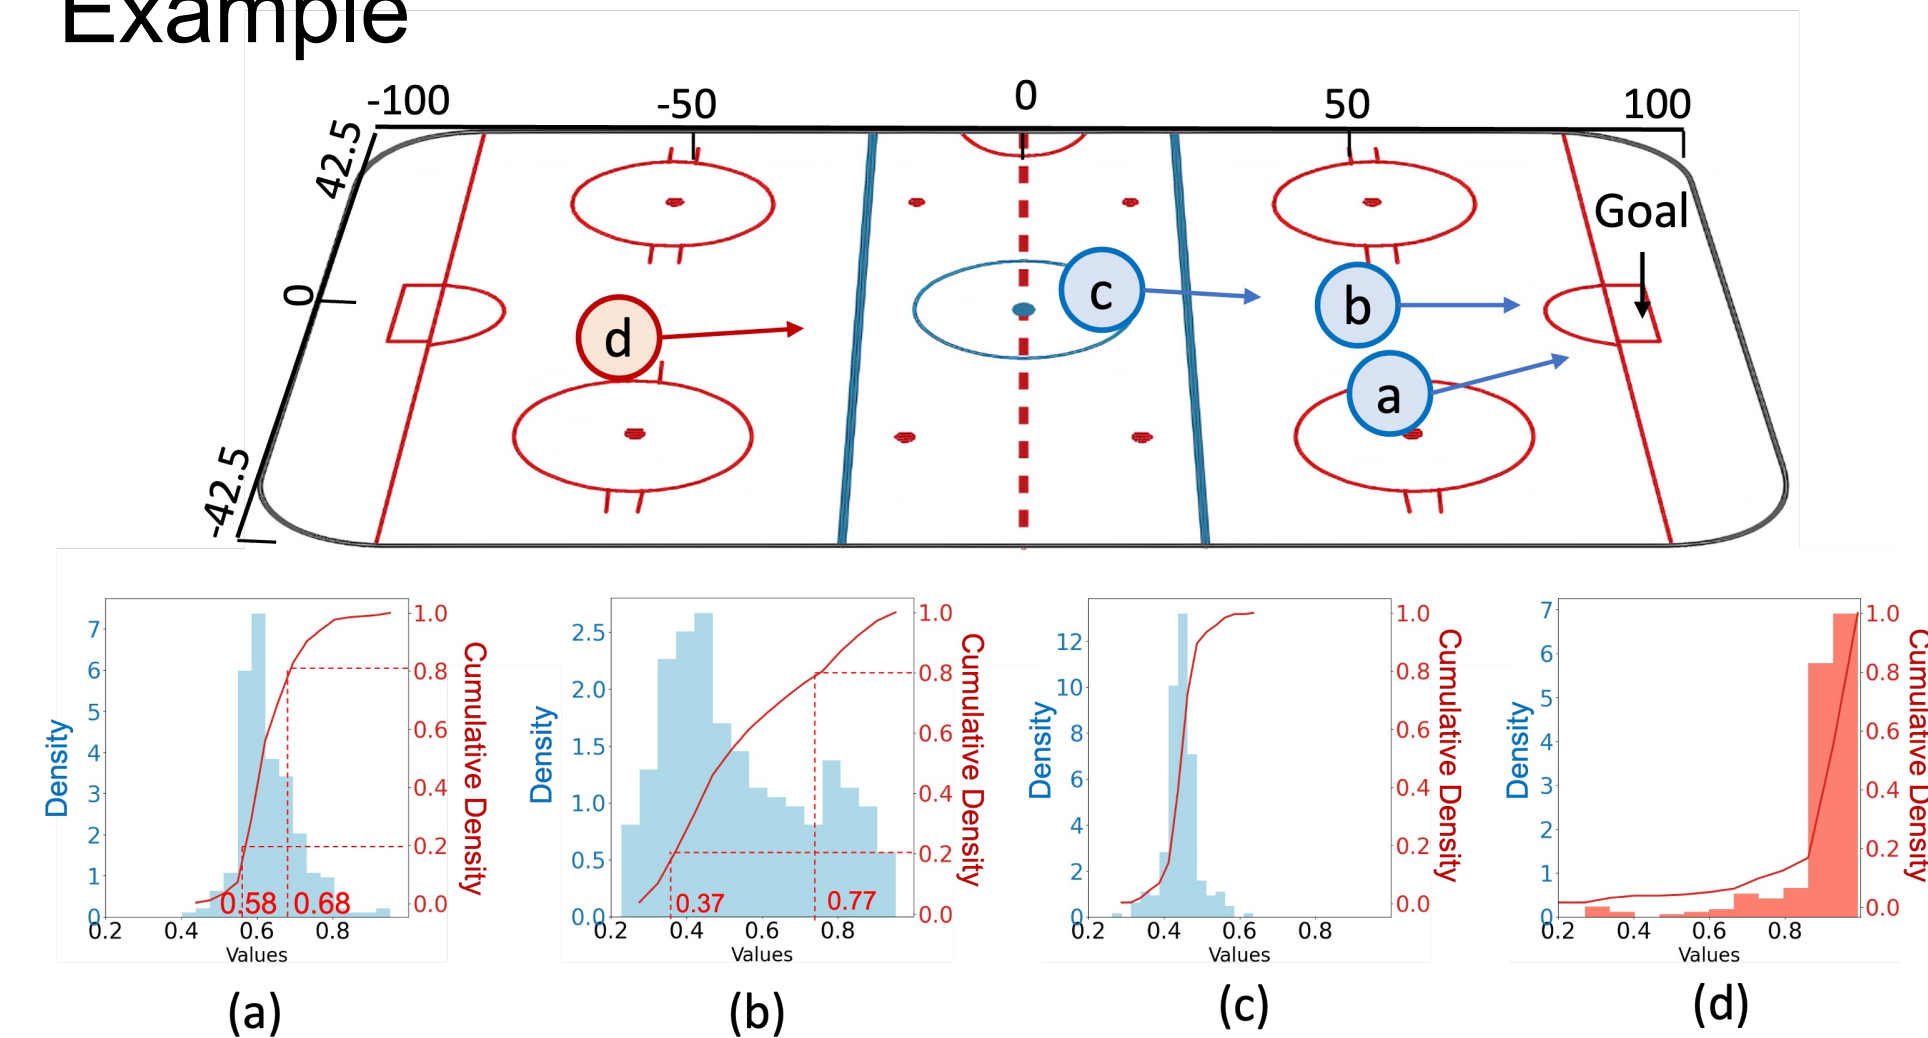 Example
-100 -50 0 50 100
42.5
0
-42.5
Goal
a
b
c
d
Density
7
6
5
4
3
2
1
0
0.2 0.4 0.6 0.8
Values
0.58 0.68
1.0
0.8
0.6
0.4
0.2
0.0
Cumulative Density
(a)
Density
2.5
2.0
1.5
1.0
0.5
0.0
0.2 0.4 0.6 0.8
Values
0.37 0.77
1.0
0.8
0.6
0.4
0.2
0.0
Cumulative Density
(b)
Density
12
10
8
6
4
2
0
0.2 0.4 0.6 0.8
Values
1.0
0.8
0.6
0.4
0.2
0.0
Cumulative Density
(c)
Density
7
6
5
4
3
2
1
0
0.2 0.4 0.6 0.8
Values
1.0
0.8
0.6
0.4
0.2
0.0
Cumulative Density
(d)